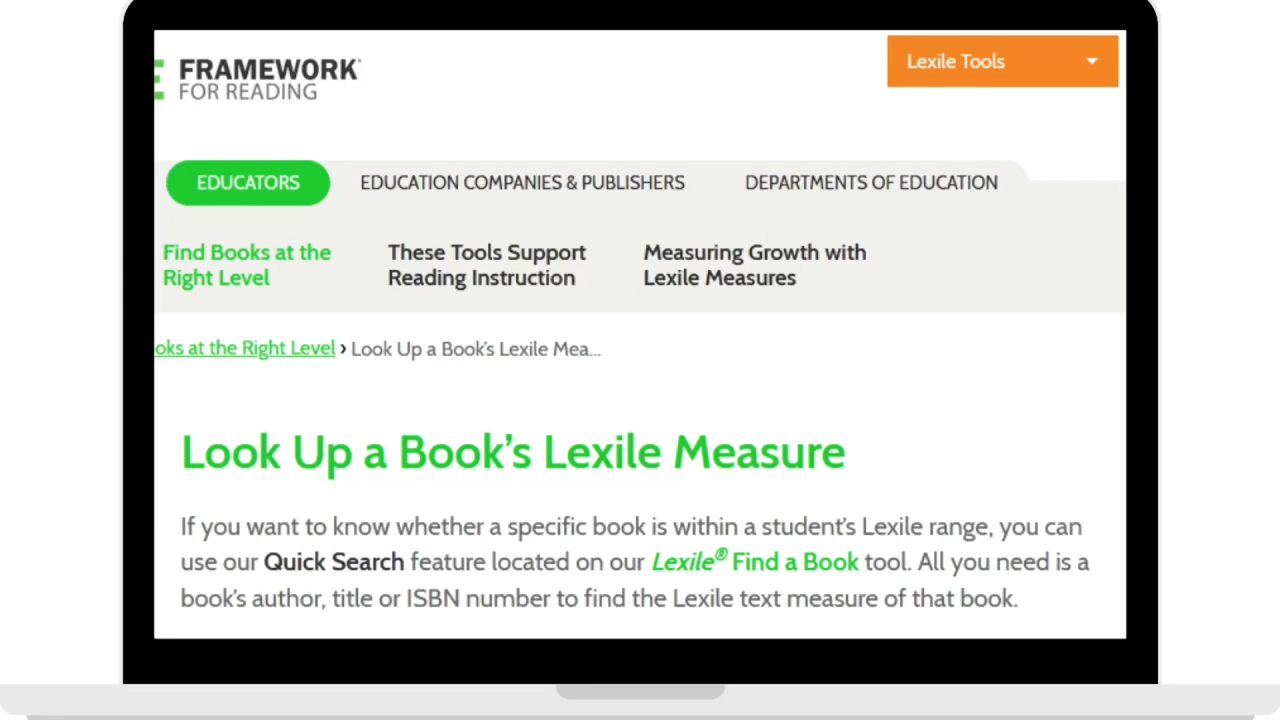 FRAMEWORK
FOR READING
Lexile Tools
EDUCATORS
EDUCATION COMPANIES & PUBLISHERS
DEPARTMENTS OF EDUCATION
Find Books at the
Right Level
These Tools Support
Reading Instruction
Measuring Growth with
Lexile Measures
oks at the Right Level › Look Up a Book's Lexile Mea...
Look Up a Book's Lexile Measure
If you want to know whether a specific book is within a student's Lexile range, you can
use our Quick Search feature located on our Lexile® Find a Book tool. All you need is a
book's author, title or ISBN number to find the Lexile text measure of that book.